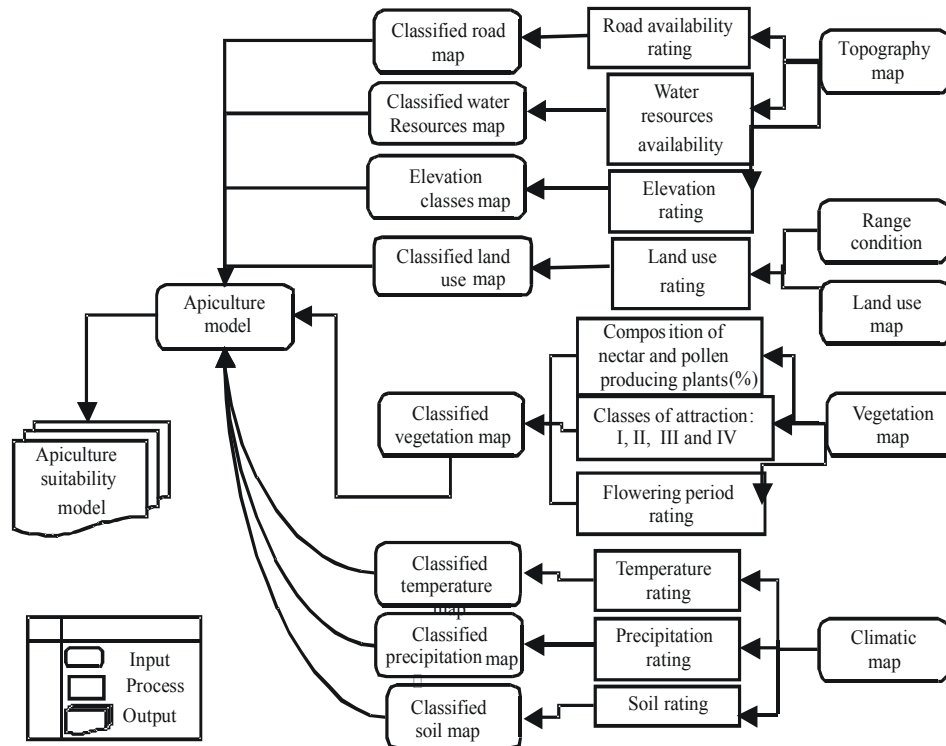 Classified road
map
Road availability
rating
Topography
map
Classified water
Resources map
Water
resources
availability
Elevation
classes map
Elevation
rating
Range
condition
Classified land
use map
Land use
rating
Land use
map
Apiculture
model
Composition of
nectar and pollen
producing plants(%)
Classified
vegetation map
Classes of attraction:
I, II, III and IV
Vegetation
map
Flowering period
rating
Apiculture
suitability
model
Classified
temperature
map
Temperature
rating
Classified
precipitation map
Precipitation
rating
Climatic
map
Classified
soil map
Soil rating
Input
Process
Output